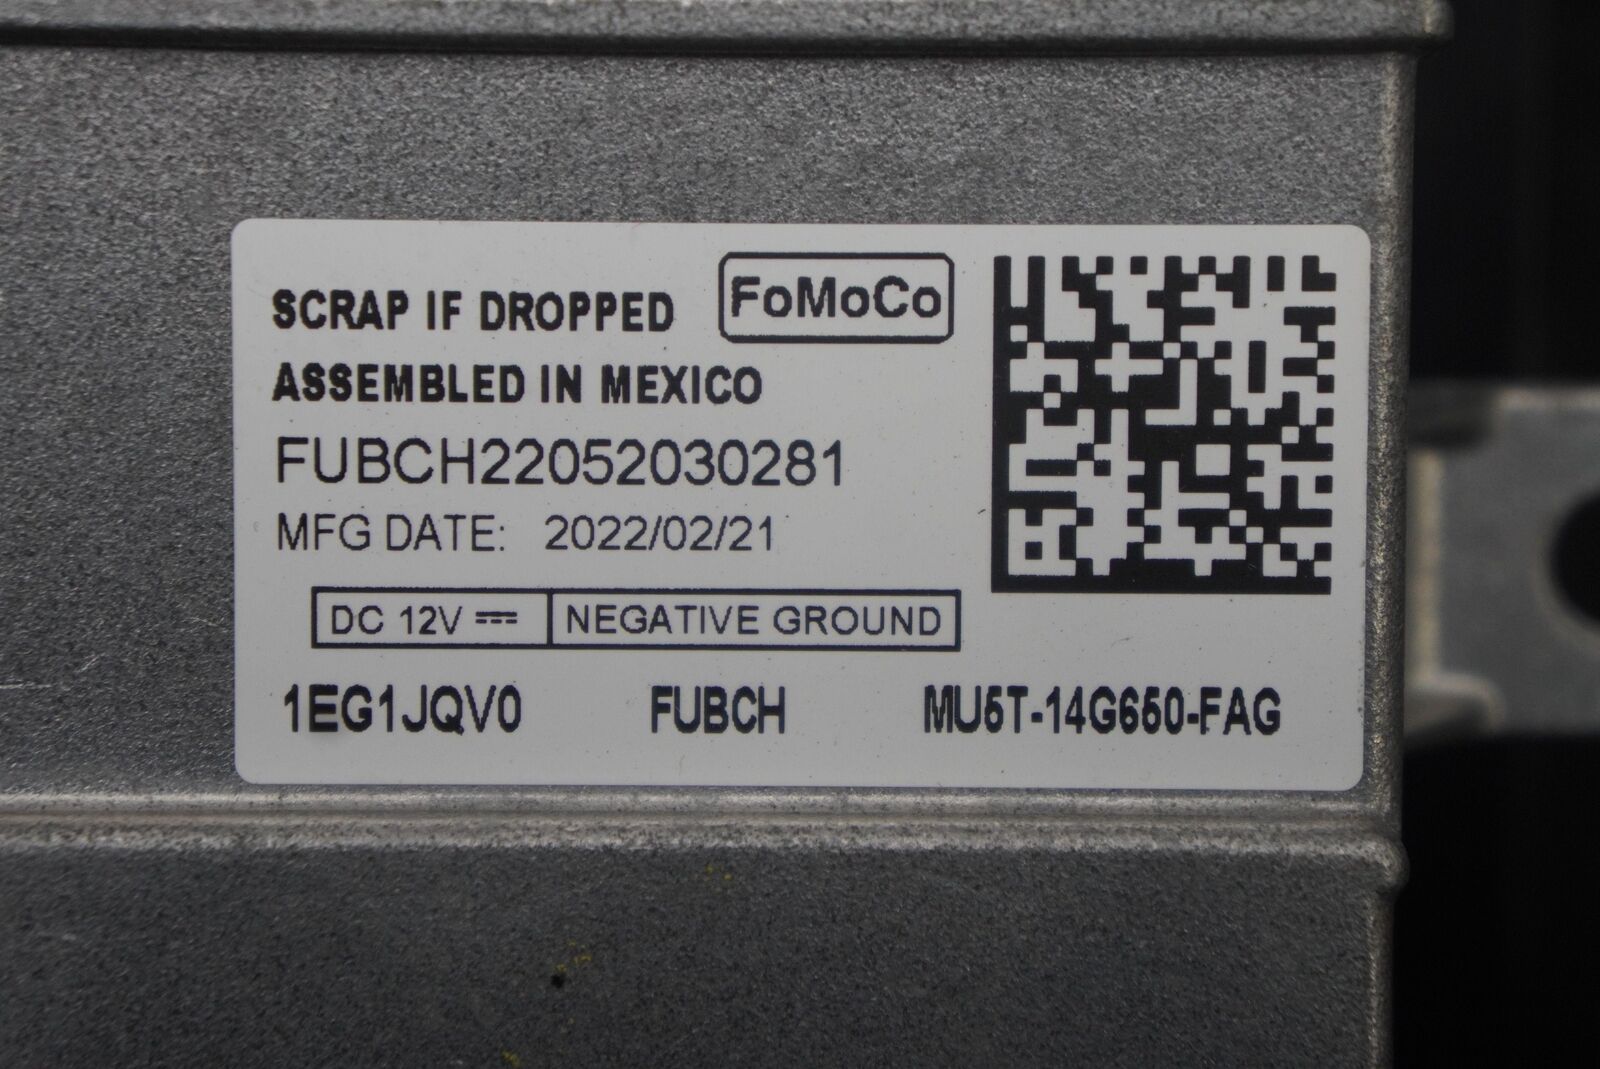 SCRAP IF DROPPED FoMoCo
ASSEMBLED IN MEXICO
FUBCH22052030281
MFG DATE: 2022/02/21
DC 12V ⎓ NEGATIVE GROUND
1EG1JQV0 FUBCH MU5T-14G650-FAG